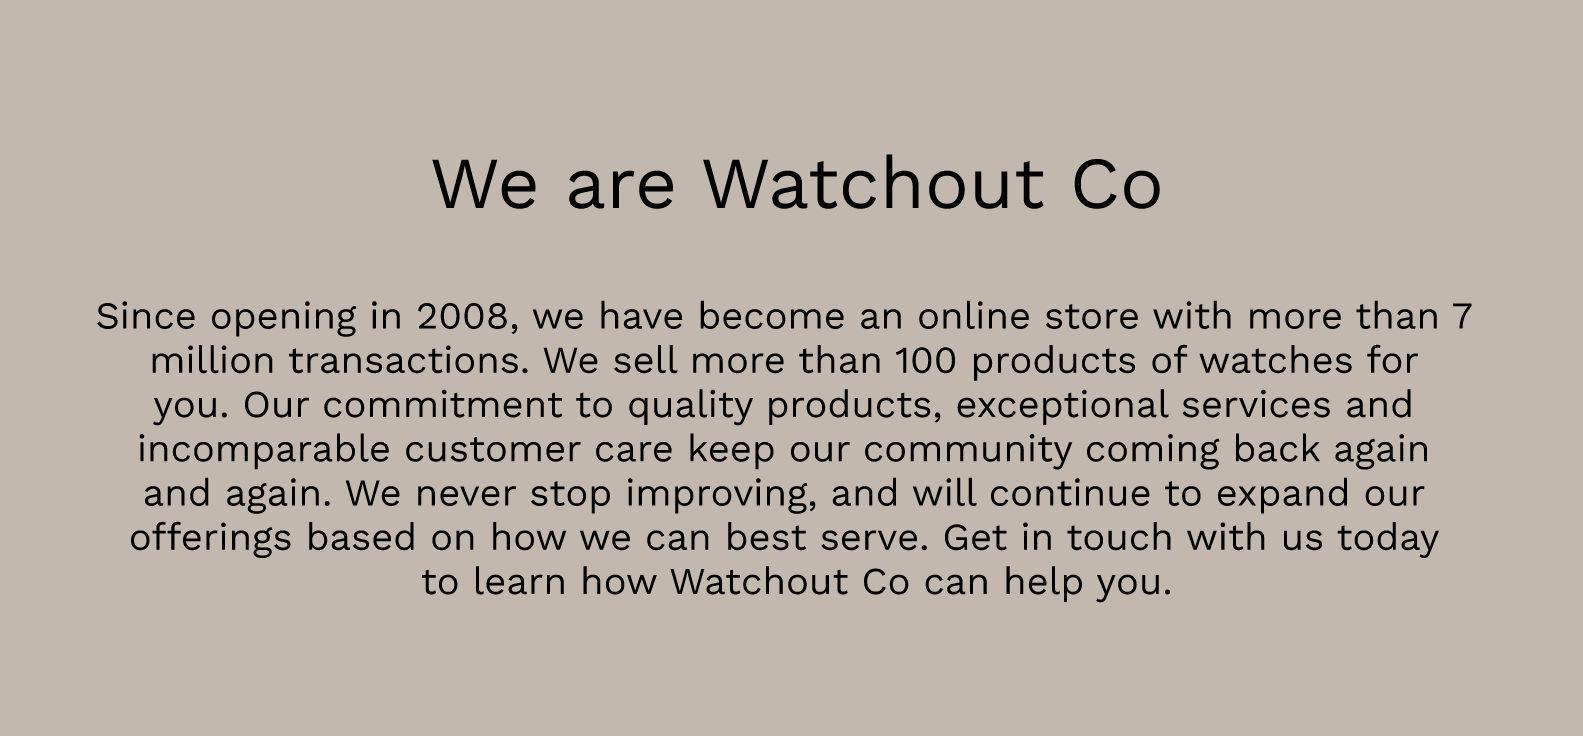 We are Watchout Co
Since opening in 2008, we have become an online store with more than 7
million transactions. We sell more than 100 products of watches for
you. Our commitment to quality products, exceptional services and
incomparable customer care keep our community coming back again
and again. We never stop improving, and will continue to expand our
offerings based on how we can best serve. Get in touch with us today
to learn how Watchout Co can help you.